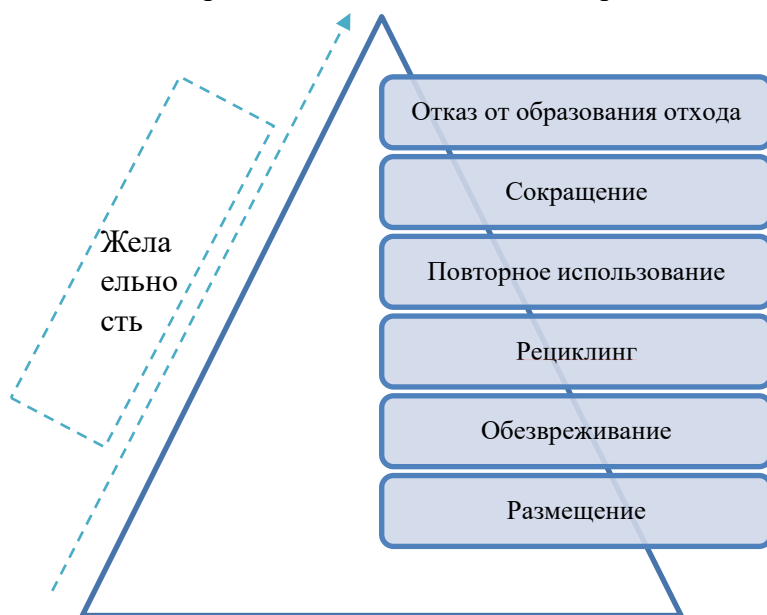 Отказ от образования отхода
Сокращение
Повторное использование
Рециклинг
Обезвреживание
Размещение
Жела
ельно
сть